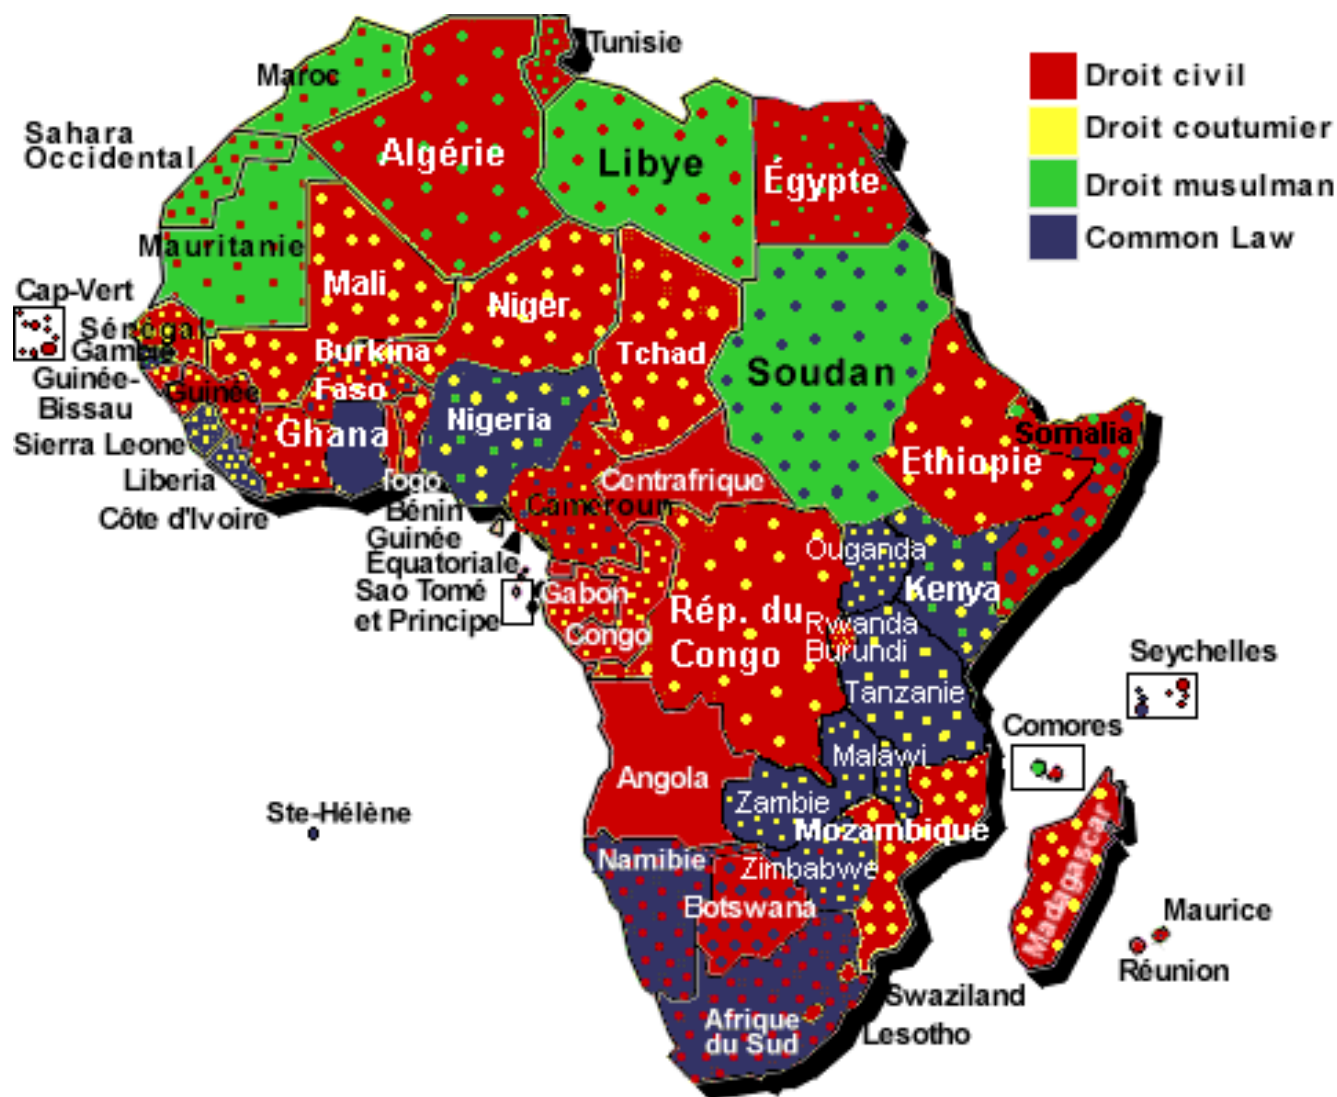 Tunisie
Maroc
Droit civil
Sahara
Occidental
Droit coutumier
Algérie
Libye
Égypte
Droit musulman
Mauritanie
Common Law
Cap-Vert
Mali
Niger
Sénégal
Gambie
Burkina
Faso
Tchad
Soudan
Guinée-
Bissau
Guinée
Ghana
Nigeria
Somalia
Sierra Leone
Ethiopie
Liberia
Togo
Centrafrique
Côte d'Ivoire
Bénin
Cameroun
Guinée
Equatoriale
Ouganda
Kenya
Sao Tomé
et Principe
Gabon
Congo
Rép. du
Congo
Rwanda
Burundi
Seychelles
Tanzanie
Comores
Malawi
Angola
Zambie
Ste-Hélène
Mozambique
Namibie
Zimbabwe
Botswana
Madagascar
Maurice
Réunion
Swaziland
Afrique
du Sud
Lesotho